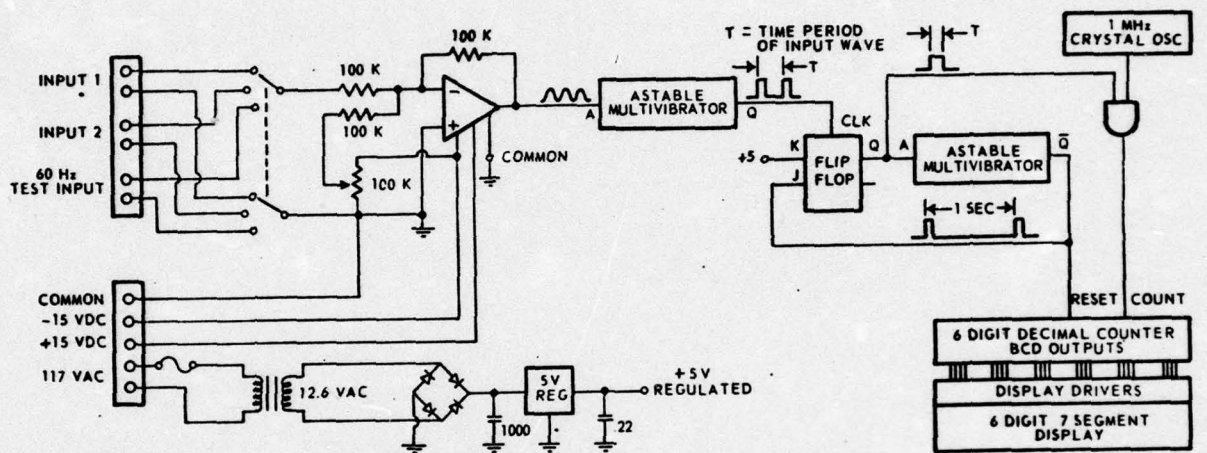 INPUT 1
INPUT 2
60 Hz
TEST INPUT
100 K
100 K
100 K
100 K
−
+
COMMON
A
ASTABLE
MULTIVIBRATOR
Q
T = TIME PERIOD
OF INPUT WAVE
T
CLK
K
+5
J
FLIP
FLOP
Q
A
ASTABLE
MULTIVIBRATOR
Q̅
T
1 MHz
CRYSTAL OSC
1 SEC
RESET
COUNT
6 DIGIT DECIMAL COUNTER
BCD OUTPUTS
DISPLAY DRIVERS
6 DIGIT 7 SEGMENT
DISPLAY
COMMON
-15 VDC
+15 VDC
117 VAC
12.6 VAC
1000
5V
REG
.22
+5V
REGULATED